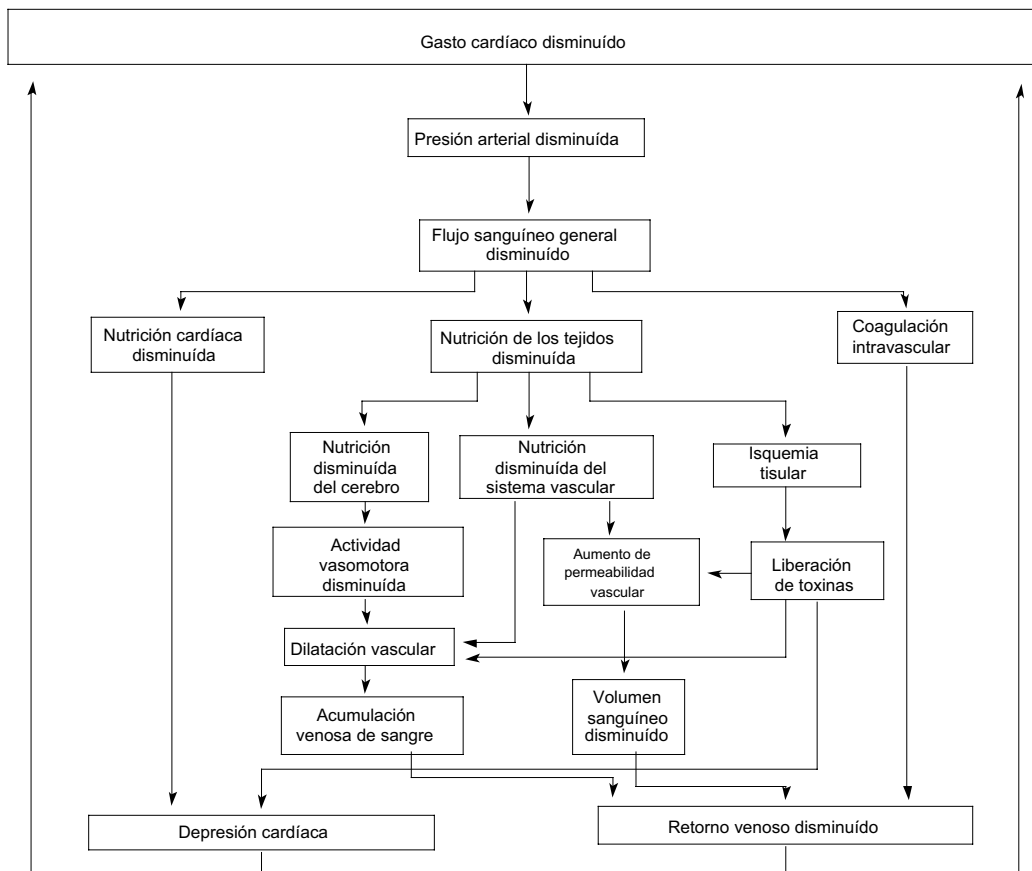 Gasto cardíaco disminuído
Presión arterial disminuída
Flujo sanguíneo general
disminuído
Nutrición cardíaca
disminuída
Nutrición de los tejidos
disminuída
Coagulación
intravascular
Nutrición
disminuída
del cerebro
Nutrición
disminuída del
sistema vascular
Isquemia
tisular
Actividad
vasomotora
disminuída
Aumento de
permeabilidad
vascular
Liberación
de toxinas
Dilatación vascular
Acumulación
venosa de sangre
Volumen
sanguíneo
disminuído
Depresión cardíaca
Retorno venoso disminuído